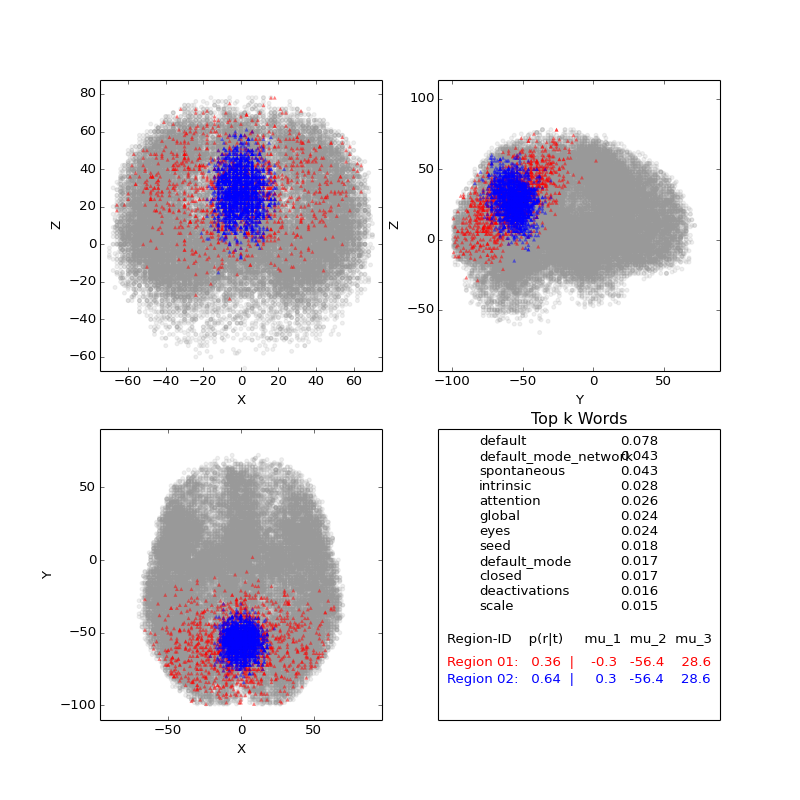 80
60
40
20
0
−20
−40
−60
Z
−60 −40 −20 0 20 40 60
X
100
50
0
−50
Z
−100 −50 0 50
Y
50
0
−50
−100
Y
−50 0 50
X
Top k Words
default 0.078
default_mode_network 0.043
spontaneous 0.043
intrinsic 0.028
attention 0.026
global 0.024
eyes 0.024
seed 0.018
default_mode 0.017
closed 0.017
deactivations 0.016
scale 0.015
Region-ID p(r|t) mu_1 mu_2 mu_3
Region 01: 0.36 | -0.3 -56.4 28.6
Region 02: 0.64 | 0.3 -56.4 28.6